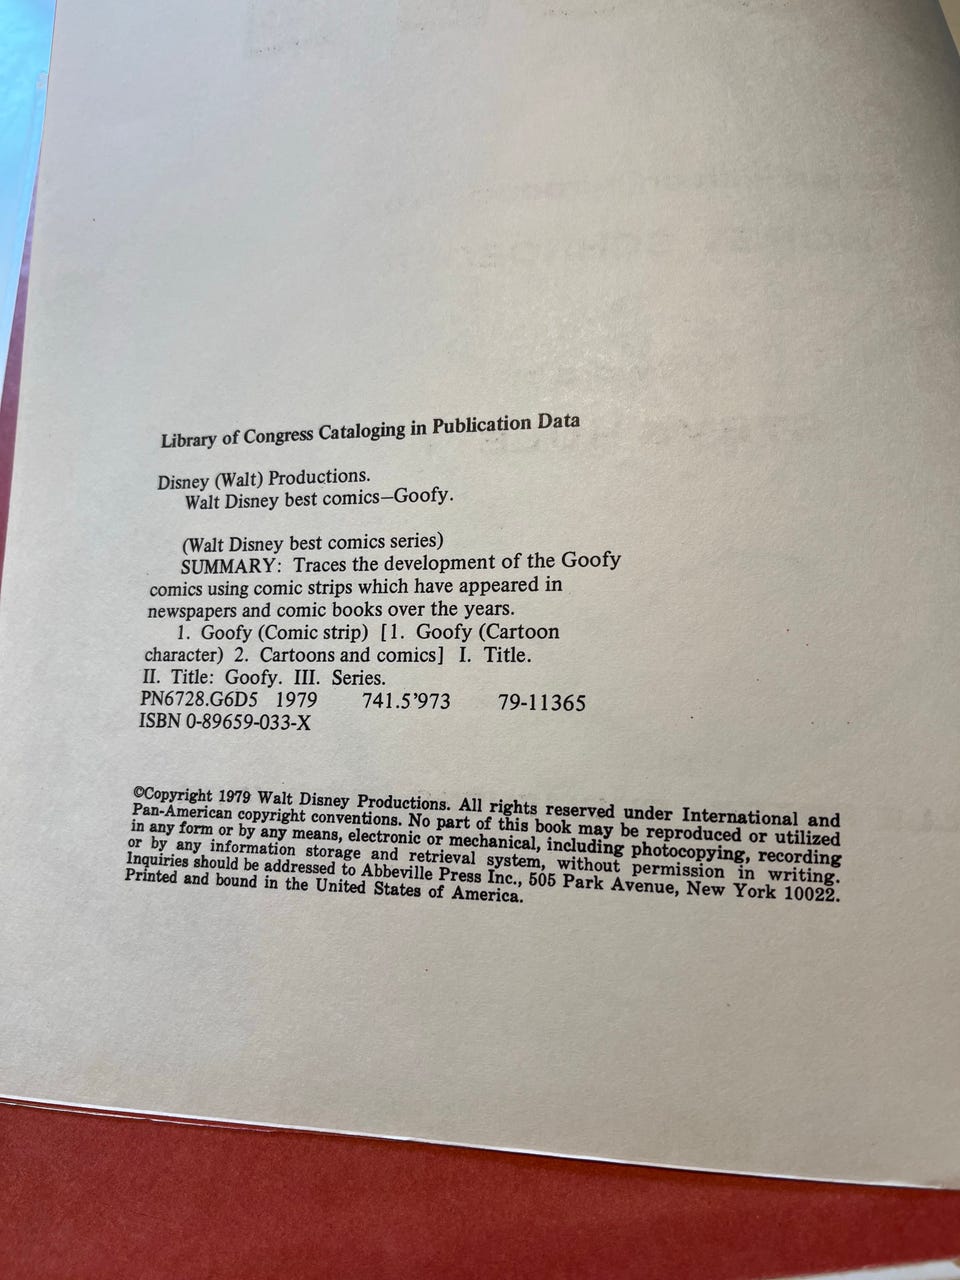 Library of Congress Cataloging in Publication Data
Disney (Walt) Productions.
Walt Disney best comics—Goofy.
(Walt Disney best comics series)
SUMMARY: Traces the development of the Goofy
comics using comic strips which have appeared in
newspapers and comic books over the years.
1. Goofy (Comic strip) [1. Goofy (Cartoon
character) 2. Cartoons and comics] I. Title.
II. Title: Goofy. III. Series.
PN6728.G6D5 1979 741.5’973 79-11365
ISBN 0-89659-033-X
©Copyright 1979 Walt Disney Productions. All rights reserved under International and
Pan-American copyright conventions. No part of this book may be reproduced or utilized
in any form or by any means, electronic or mechanical, including photocopying, recording
or by any information storage and retrieval system, without permission in writing.
Inquiries should be addressed to Abbeville Press Inc., 505 Park Avenue, New York 10022.
Printed and bound in the United States of America.